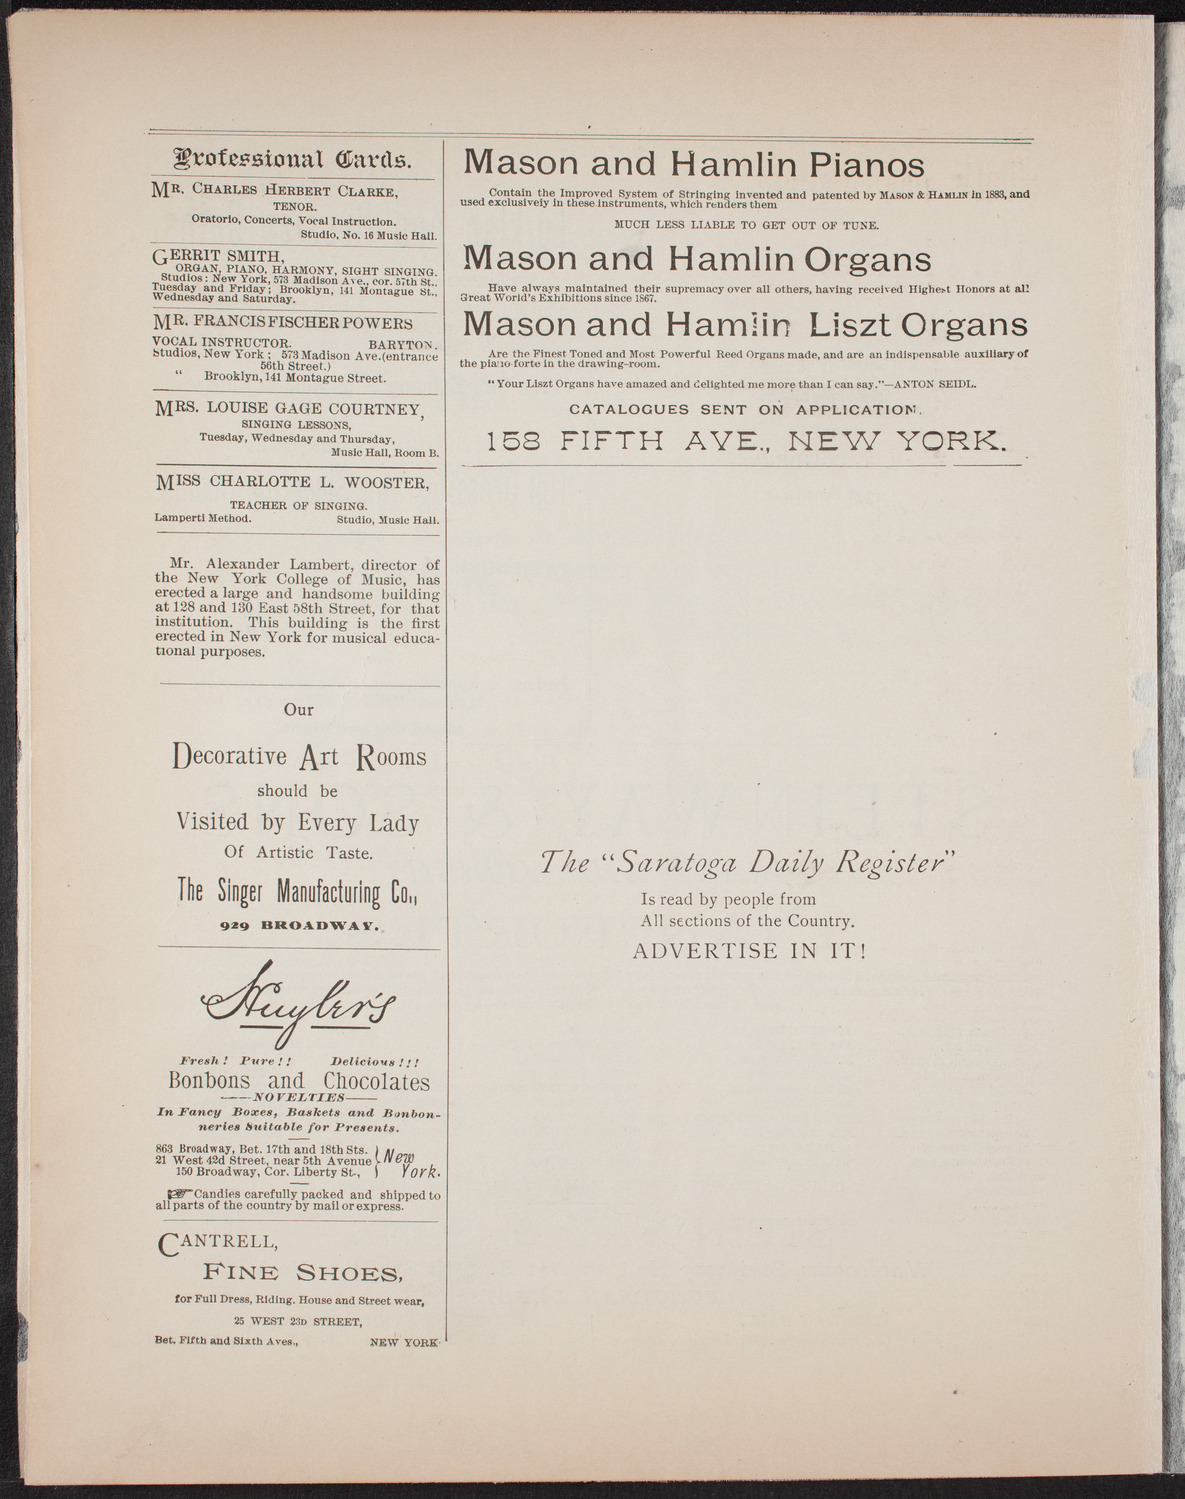 Professional Cards.
MR. CHARLES HERBERT CLARKE,
TENOR.
Oratorio, Concerts, Vocal Instruction.
Studio, No. 16 Music Hall.
GERRIT SMITH,
ORGAN, PIANO, HARMONY, SIGHT SINGING.
Studios: New York, 573 Madison Ave., cor. 57th St.,
Tuesday and Friday; Brooklyn, 141 Montague St.,
Wednesday and Saturday.
MR. FRANCIS FISCHER POWERS
VOCAL INSTRUCTOR. BARYTON.
Studios, New York; 573 Madison Ave. (entrance
56th Street.)
" Brooklyn, 141 Montague Street.
MRS. LOUISE GAGE COURTNEY,
SINGING LESSONS,
Tuesday, Wednesday and Thursday,
Music Hall, Room B.
MISS CHARLOTTE L. WOOSTER,
TEACHER OF SINGING.
Lamperti Method. Studio, Music Hall.
Mr. Alexander Lambert, director of
the New York College of Music, has
erected a large and handsome building
at 128 and 130 East 58th Street, for that
institution. This building is the first
erected in New York for musical educa-
tional purposes.
Our
Decorative Art Rooms
should be
Visited by Every Lady
Of Artistic Taste.
The Singer Manufacturing Co.,
929 BROADWAY.
Huyler's
Fresh! Pure!! Delicious!!!
Bonbons and Chocolates
NOVELTIES
In Fancy Boxes, Baskets and Bonbon-
neries Suitable for Presents.
863 Broadway, Bet. 17th and 18th Sts.
21 West 42d Street, near 5th Avenue
150 Broadway, Cor. Liberty St.,
New
York.
☞ Candies carefully packed and shipped to
all parts of the country by mail or express.
CANTRELL,
FINE SHOES,
for Full Dress, Riding. House and Street wear,
25 WEST 23D STREET,
Bet. Fifth and Sixth Aves., NEW YORK
Mason and Hamlin Pianos
Contain the Improved System of Stringing invented and patented by MASON & HAMLIN in 1883, and
used exclusively in these instruments, which renders them
MUCH LESS LIABLE TO GET OUT OF TUNE.
Mason and Hamlin Organs
Have always maintained their supremacy over all others, having received Highest Honors at all
Great World's Exhibitions since 1867.
Mason and Hamlin Liszt Organs
Are the Finest Toned and Most Powerful Reed Organs made, and are an indispensable auxiliary of
the piano-forte in the drawing-room.
"Your Liszt Organs have amazed and delighted me more than I can say."—ANTON SEIDL.
CATALOGUES SENT ON APPLICATION.
158 FIFTH AVE., NEW YORK.
The "Saratoga Daily Register"
Is read by people from
All sections of the Country.
ADVERTISE IN IT!